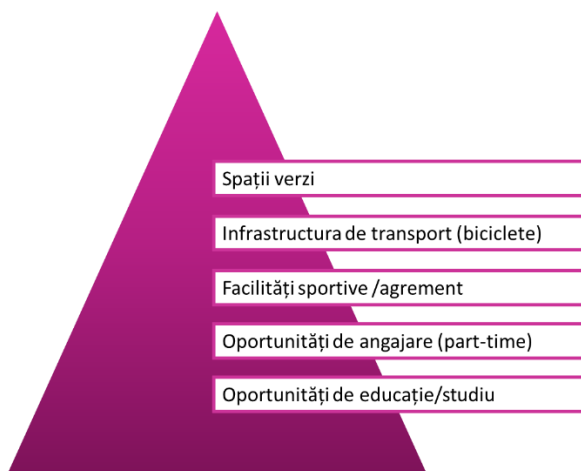 Spații verzi
Infrastructura de transport (biciclete)
Facilități sportive /agrement
Oportunități de angajare (part-time)
Oportunități de educație/studiu